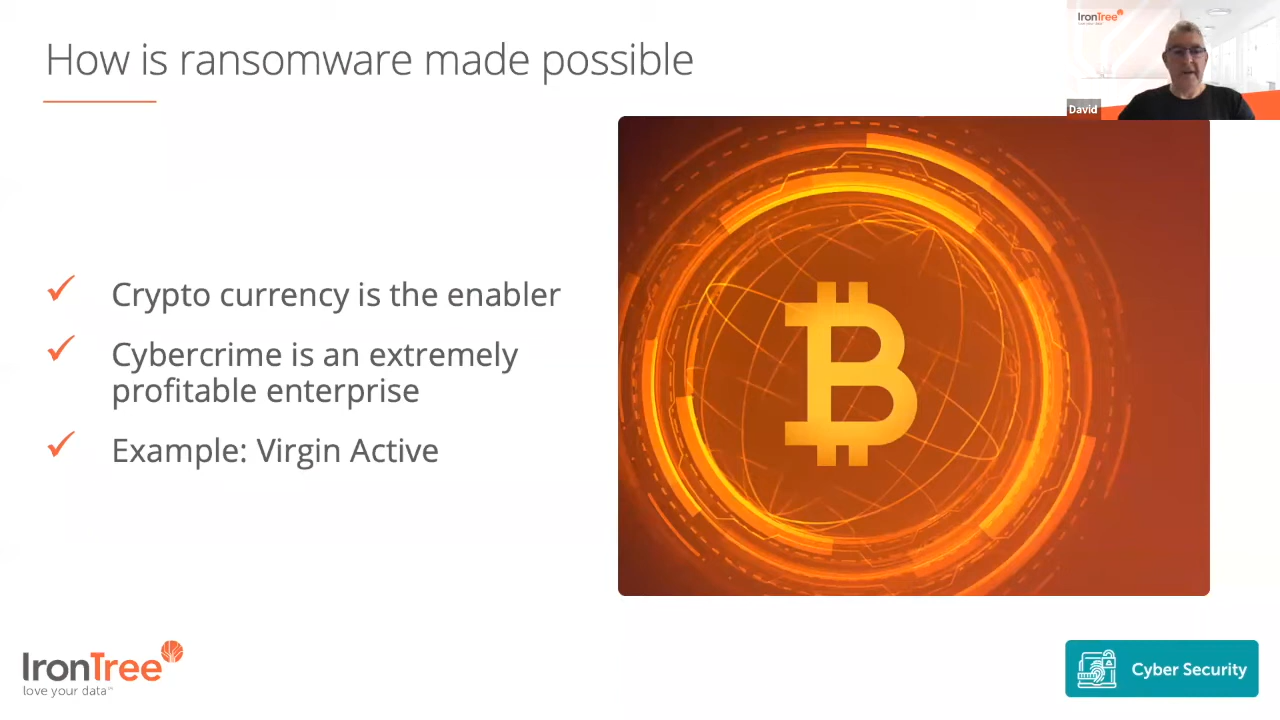 How is ransomware made possible
IronTree
David
Crypto currency is the enabler
Cybercrime is an extremely
profitable enterprise
Example: Virgin Active
IronTree
love your data℠
Cyber Security